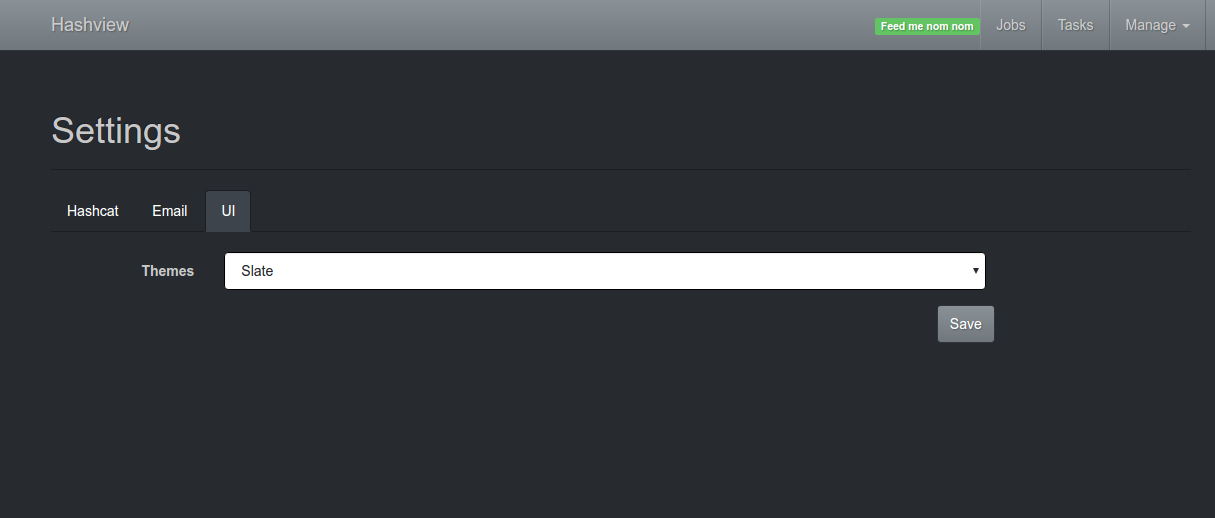 Hashview
Feed me nom nom
Jobs
Tasks
Manage
Settings
Hashcat
Email
UI
Themes
Slate
Save